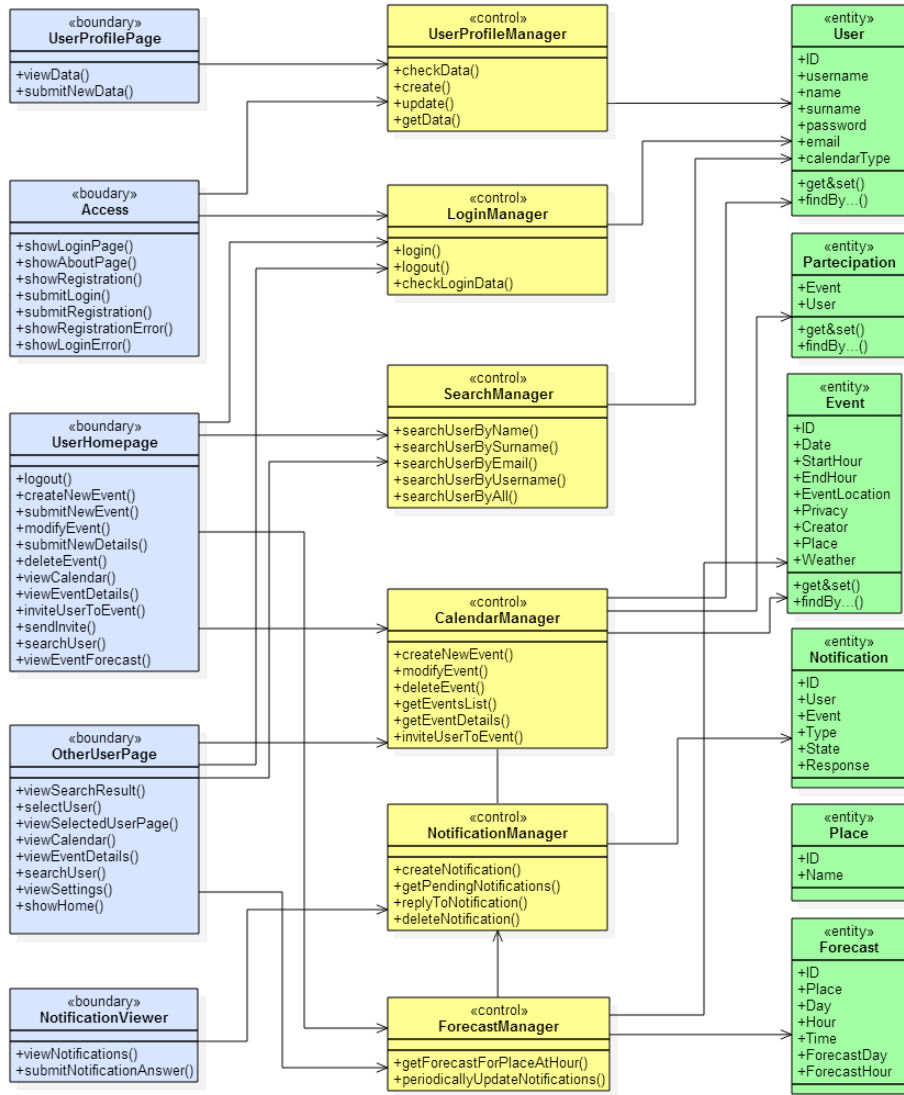 «boundary»
UserProfilePage
+viewData()
+submitNewData()
«boudary»
Access
+showLoginPage()
+showAboutPage()
+showRegistration()
+submitLogin()
+submitRegistration()
+showRegistrationError()
+showLoginError()
«boundary»
UserHomepage
+logout()
+createNewEvent()
+submitNewEvent()
+modifyEvent()
+submitNewDetails()
+deleteEvent()
+viewCalendar()
+viewEventDetails()
+inviteUserToEvent()
+sendInvite()
+searchUser()
+viewEventForecast()
«boundary»
OtherUserPage
+viewSearchResult()
+selectUser()
+viewSelectedUserPage()
+viewCalendar()
+viewEventDetails()
+searchUser()
+viewSettings()
+showHome()
«boundary»
NotificationViewer
+viewNotifications()
+submitNotificationAnswer()
«control»
UserProfileManager
+checkData()
+create()
+update()
+getData()
«control»
LoginManager
+login()
+logout()
+checkLoginData()
«control»
SearchManager
+searchUserByName()
+searchUserBySurname()
+searchUserByEmail()
+searchUserByUsername()
+searchUserByAll()
«control»
CalendarManager
+createNewEvent()
+modifyEvent()
+deleteEvent()
+getEventsList()
+getEventDetails()
+inviteUserToEvent()
«control»
NotificationManager
+createNotification()
+getPendingNotifications()
+replyToNotification()
+deleteNotification()
«control»
ForecastManager
+getForecastForPlaceAtHour()
+periodicallyUpdateNotifications()
«entity»
User
+ID
+username
+name
+surname
+password
+email
+calendarType
+get&set()
+findBy...()
«entity»
Partecipation
+Event
+User
+get&set()
+findBy...()
«entity»
Event
+ID
+Date
+StartHour
+EndHour
+EventLocation
+Privacy
+Creator
+Place
+Weather
+get&set()
+findBy...()
«entity»
Notification
+ID
+User
+Event
+Type
+State
+Response
«entity»
Place
+ID
+Name
«entity»
Forecast
+ID
+Place
+Day
+Hour
+Time
+ForecastDay
+ForecastHour